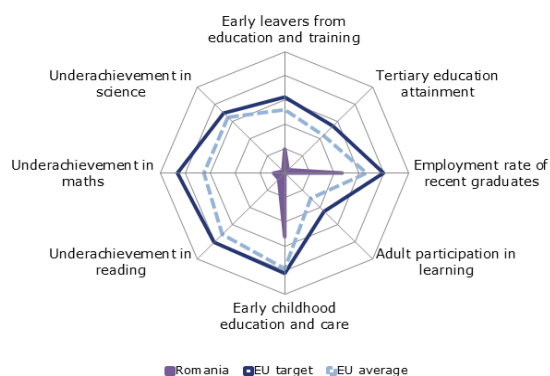 Early leavers from
education and training
Underachievement in
science
Tertiary education
attainment
Underachievement in
maths
Employment rate of
recent graduates
Underachievement in
reading
Adult participation in
learning
Early childhood
education and care
Romania EU target EU average